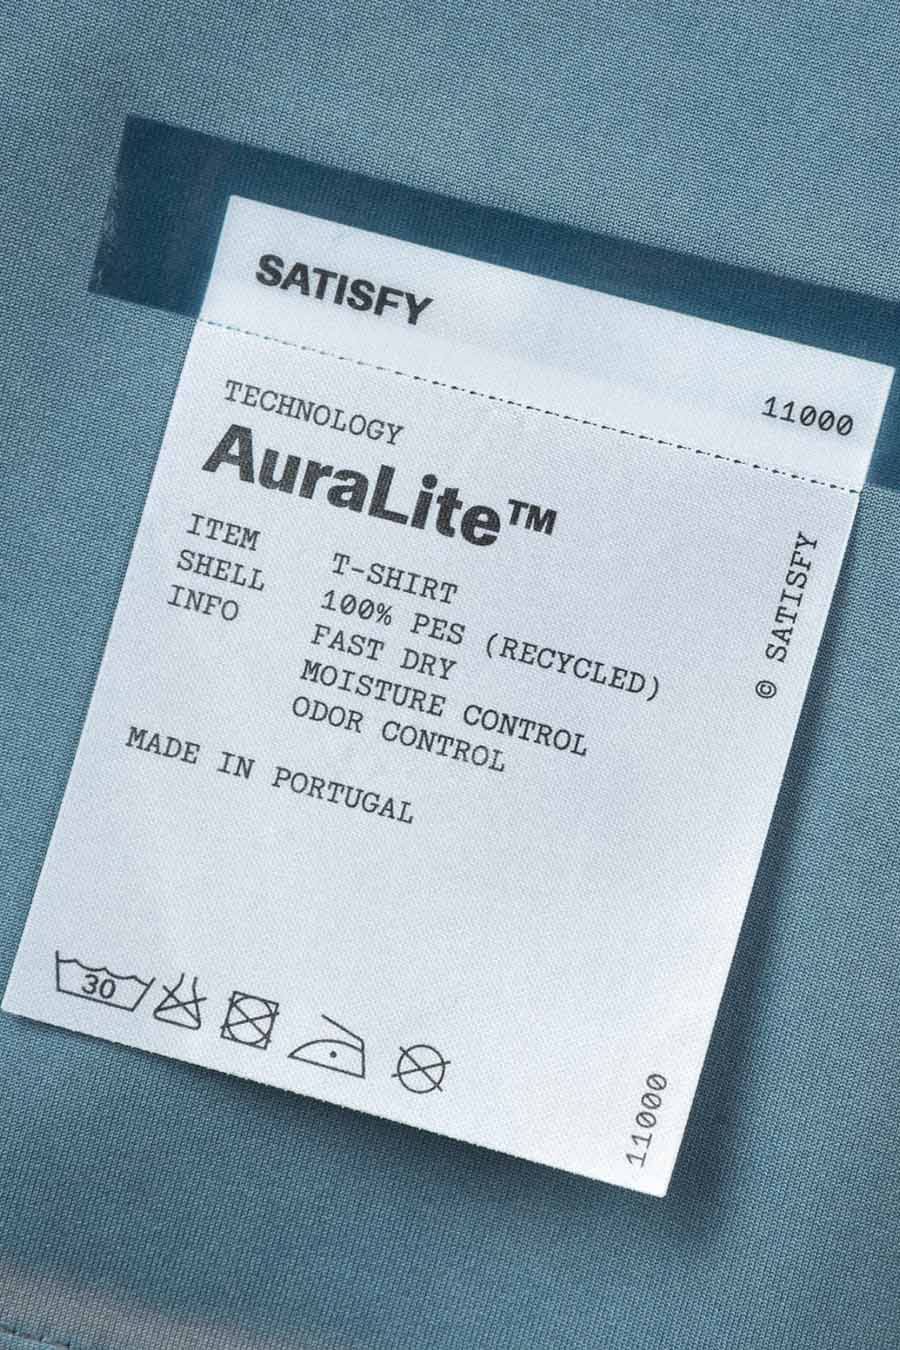 SATISFY
11000
TECHNOLOGY
AuraLite™
ITEM T-SHIRT
SHELL 100% PES (RECYCLED)
INFO FAST DRY
MOISTURE CONTROL
ODOR CONTROL
MADE IN PORTUGAL
© SATISFY
30
11000